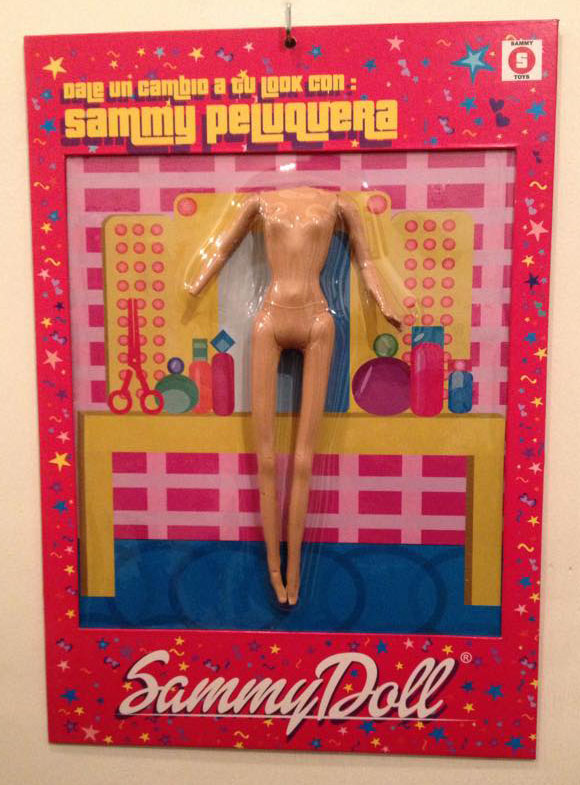 Dale un cambio a tu look con :
Sammy Peluquera
SAMMY
S
TOYS
SammyDoll ®